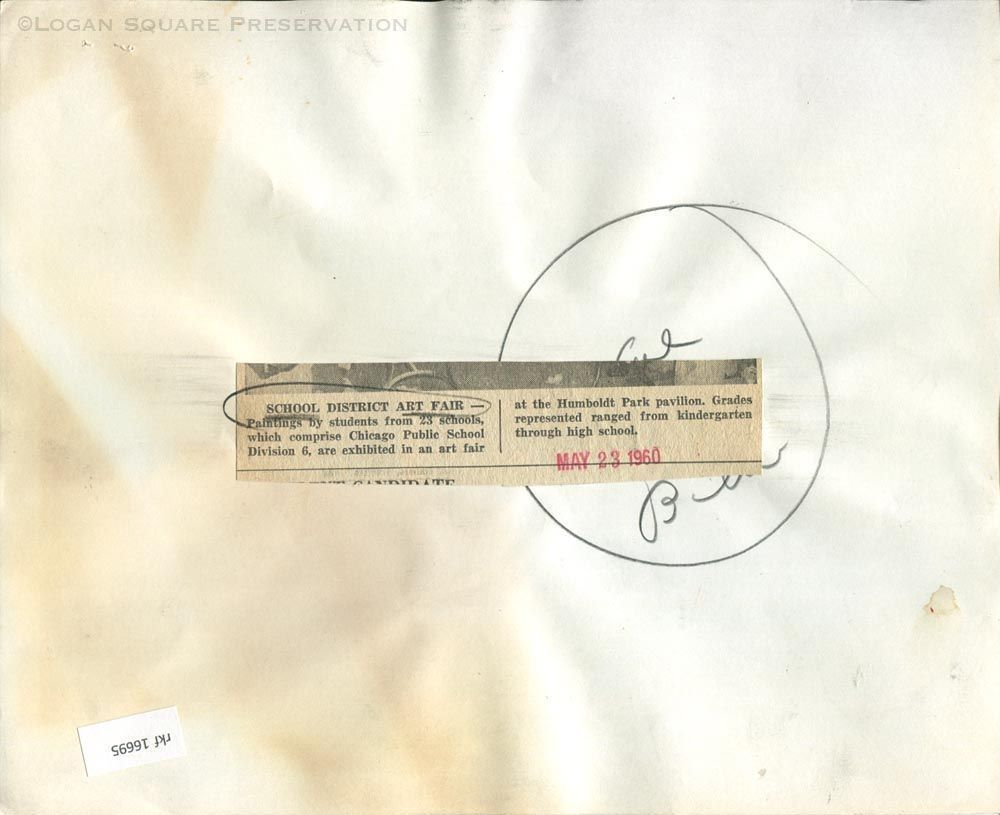 ©LOGAN SQUARE PRESERVATION
SCHOOL DISTRICT ART FAIR —
Paintings by students from 23 schools,
which comprise Chicago Public School
Division 6, are exhibited in an art fair
at the Humboldt Park pavilion. Grades
represented ranged from kindergarten
through high school.
MAY 23 1960
CANDIDATE
rkf 16695